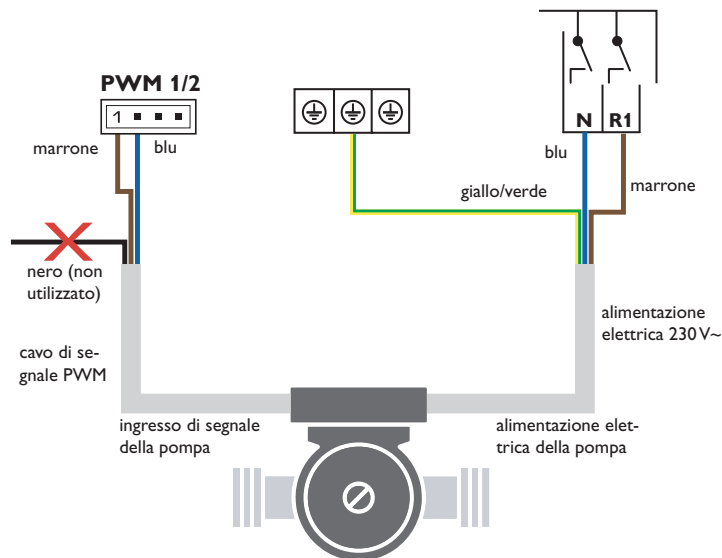 PWM 1/2
1
marrone
blu
N
R1
blu
giallo/verde
marrone
nero (non
utilizzato)
alimentazione
elettrica 230 V~
cavo di se-
gnale PWM
ingresso di segnale
della pompa
alimentazione elet-
trica della pompa